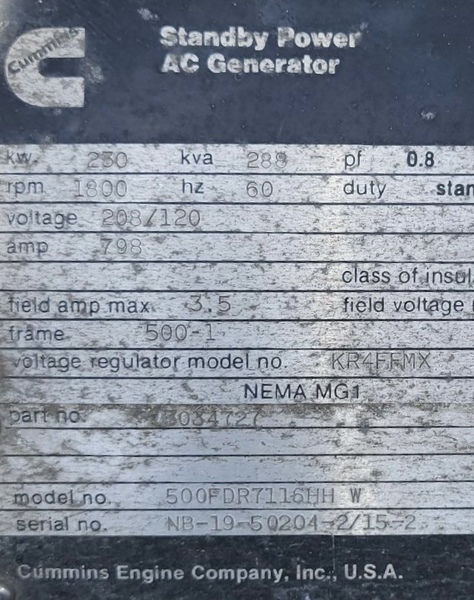 Cummins
Standby Power
AC Generator
kw. 230 kva 288 pf 0.8
rpm 1800 hz 60 duty stan
voltage 208/120
amp 798
class of insul
field amp max. 3.5 field voltage
frame 500-1
voltage regulator model no. KR4FFMX
NEMA MG1
part no. 3034727
model no. 500FDR7116HH W
serial no. NB-19-50204-2/15-2
Cummins Engine Company, Inc., U.S.A.